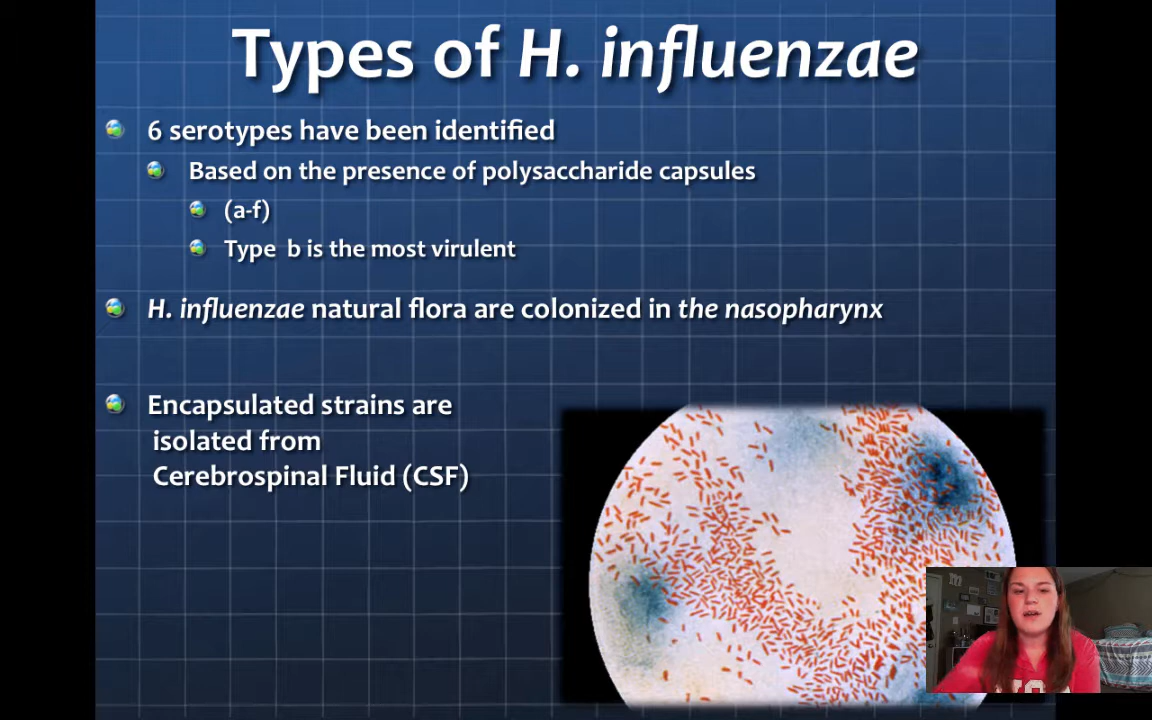 Types of H. influenzae
6 serotypes have been identified
Based on the presence of polysaccharide capsules
(a-f)
Type b is the most virulent
H. influenzae natural flora are colonized in the nasopharynx
Encapsulated strains are
isolated from
Cerebrospinal Fluid (CSF)